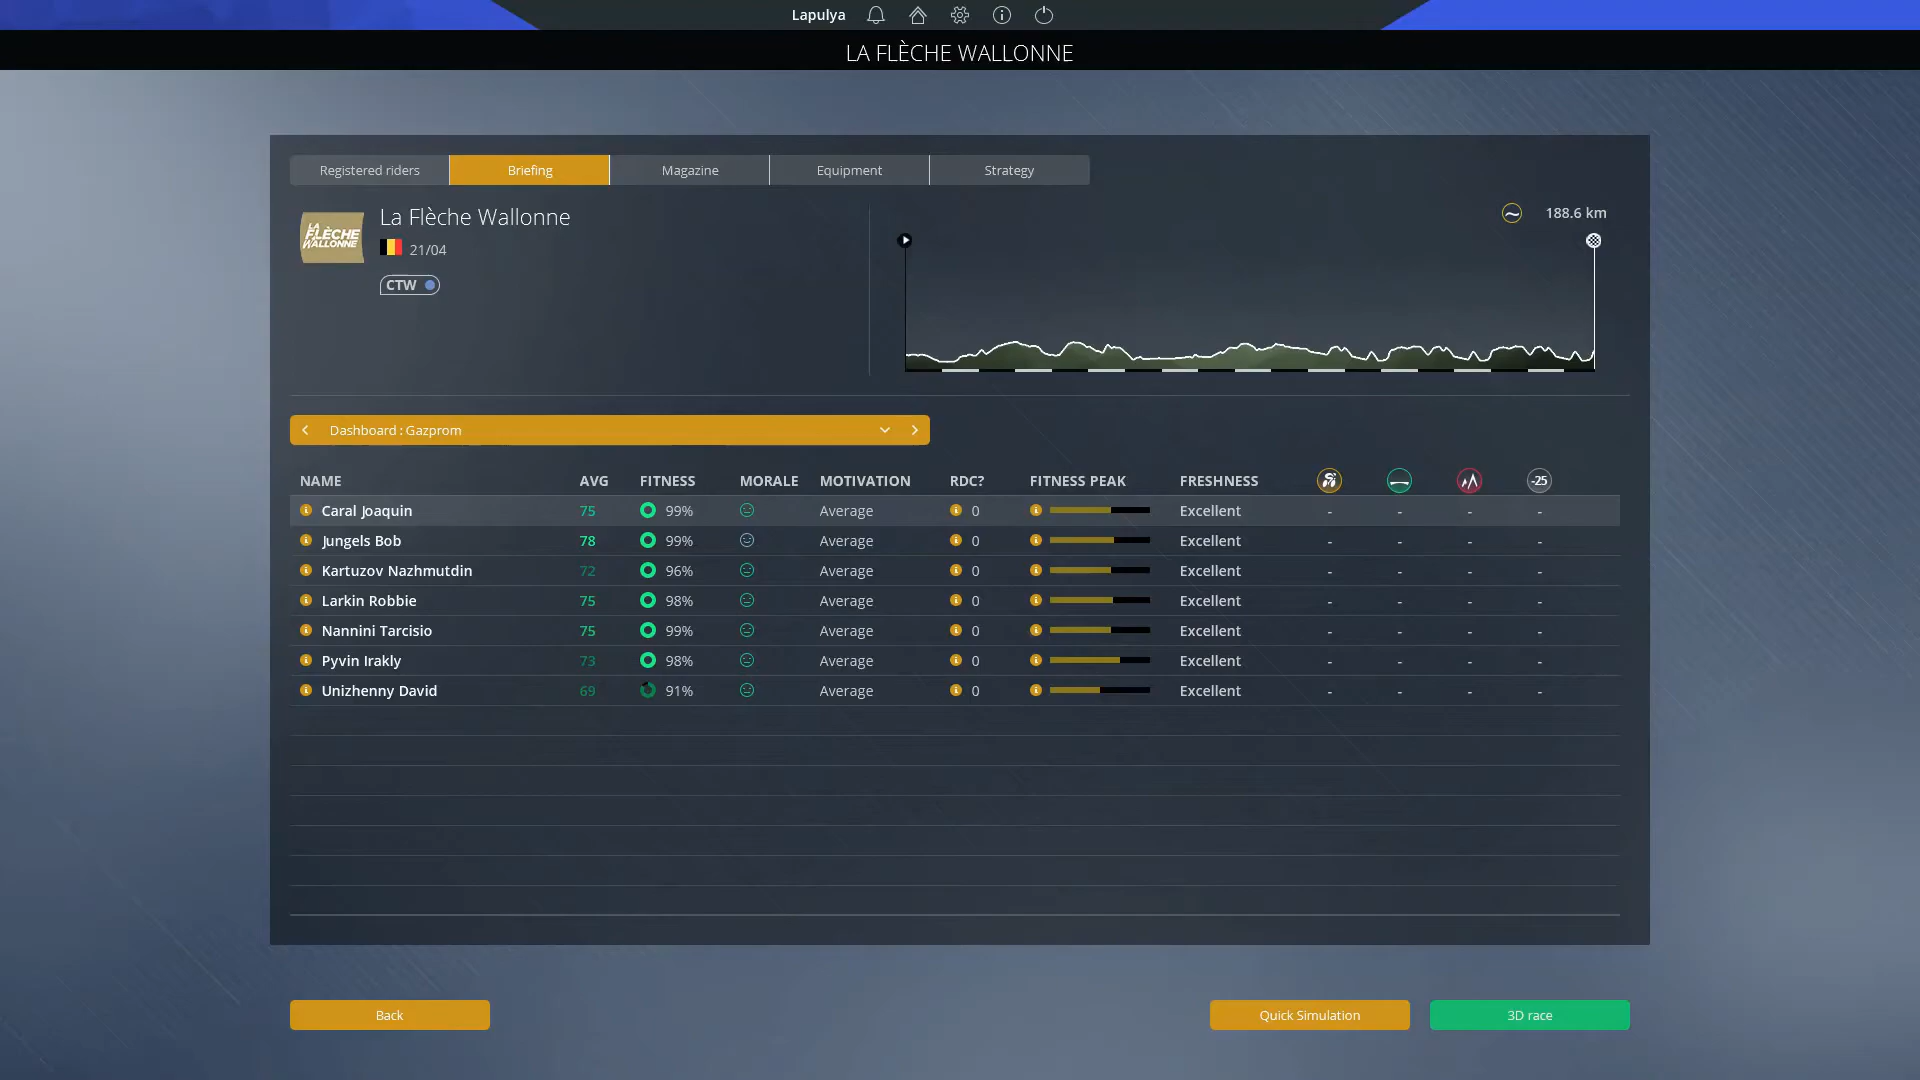 Lapulya
LA FLÈCHE WALLONNE
Registered riders
Briefing
Magazine
Equipment
Strategy
LA FLÈCHE WALLONNE
La Flèche Wallonne
21/04
CTW
188.6 km
Dashboard : Gazprom
NAME AVG FITNESS MORALE MOTIVATION RDC? FITNESS PEAK FRESHNESS -25
Caral Joaquin 75 99% Average 0 Excellent - - - -
Jungels Bob 78 99% Average 0 Excellent - - - -
Kartuzov Nazhmutdin 72 96% Average 0 Excellent - - - -
Larkin Robbie 75 98% Average 0 Excellent - - - -
Nannini Tarcisio 75 99% Average 0 Excellent - - - -
Pyvin Irakly 73 98% Average 0 Excellent - - - -
Unizhenny David 69 91% Average 0 Excellent - - - -
Back
Quick Simulation
3D race